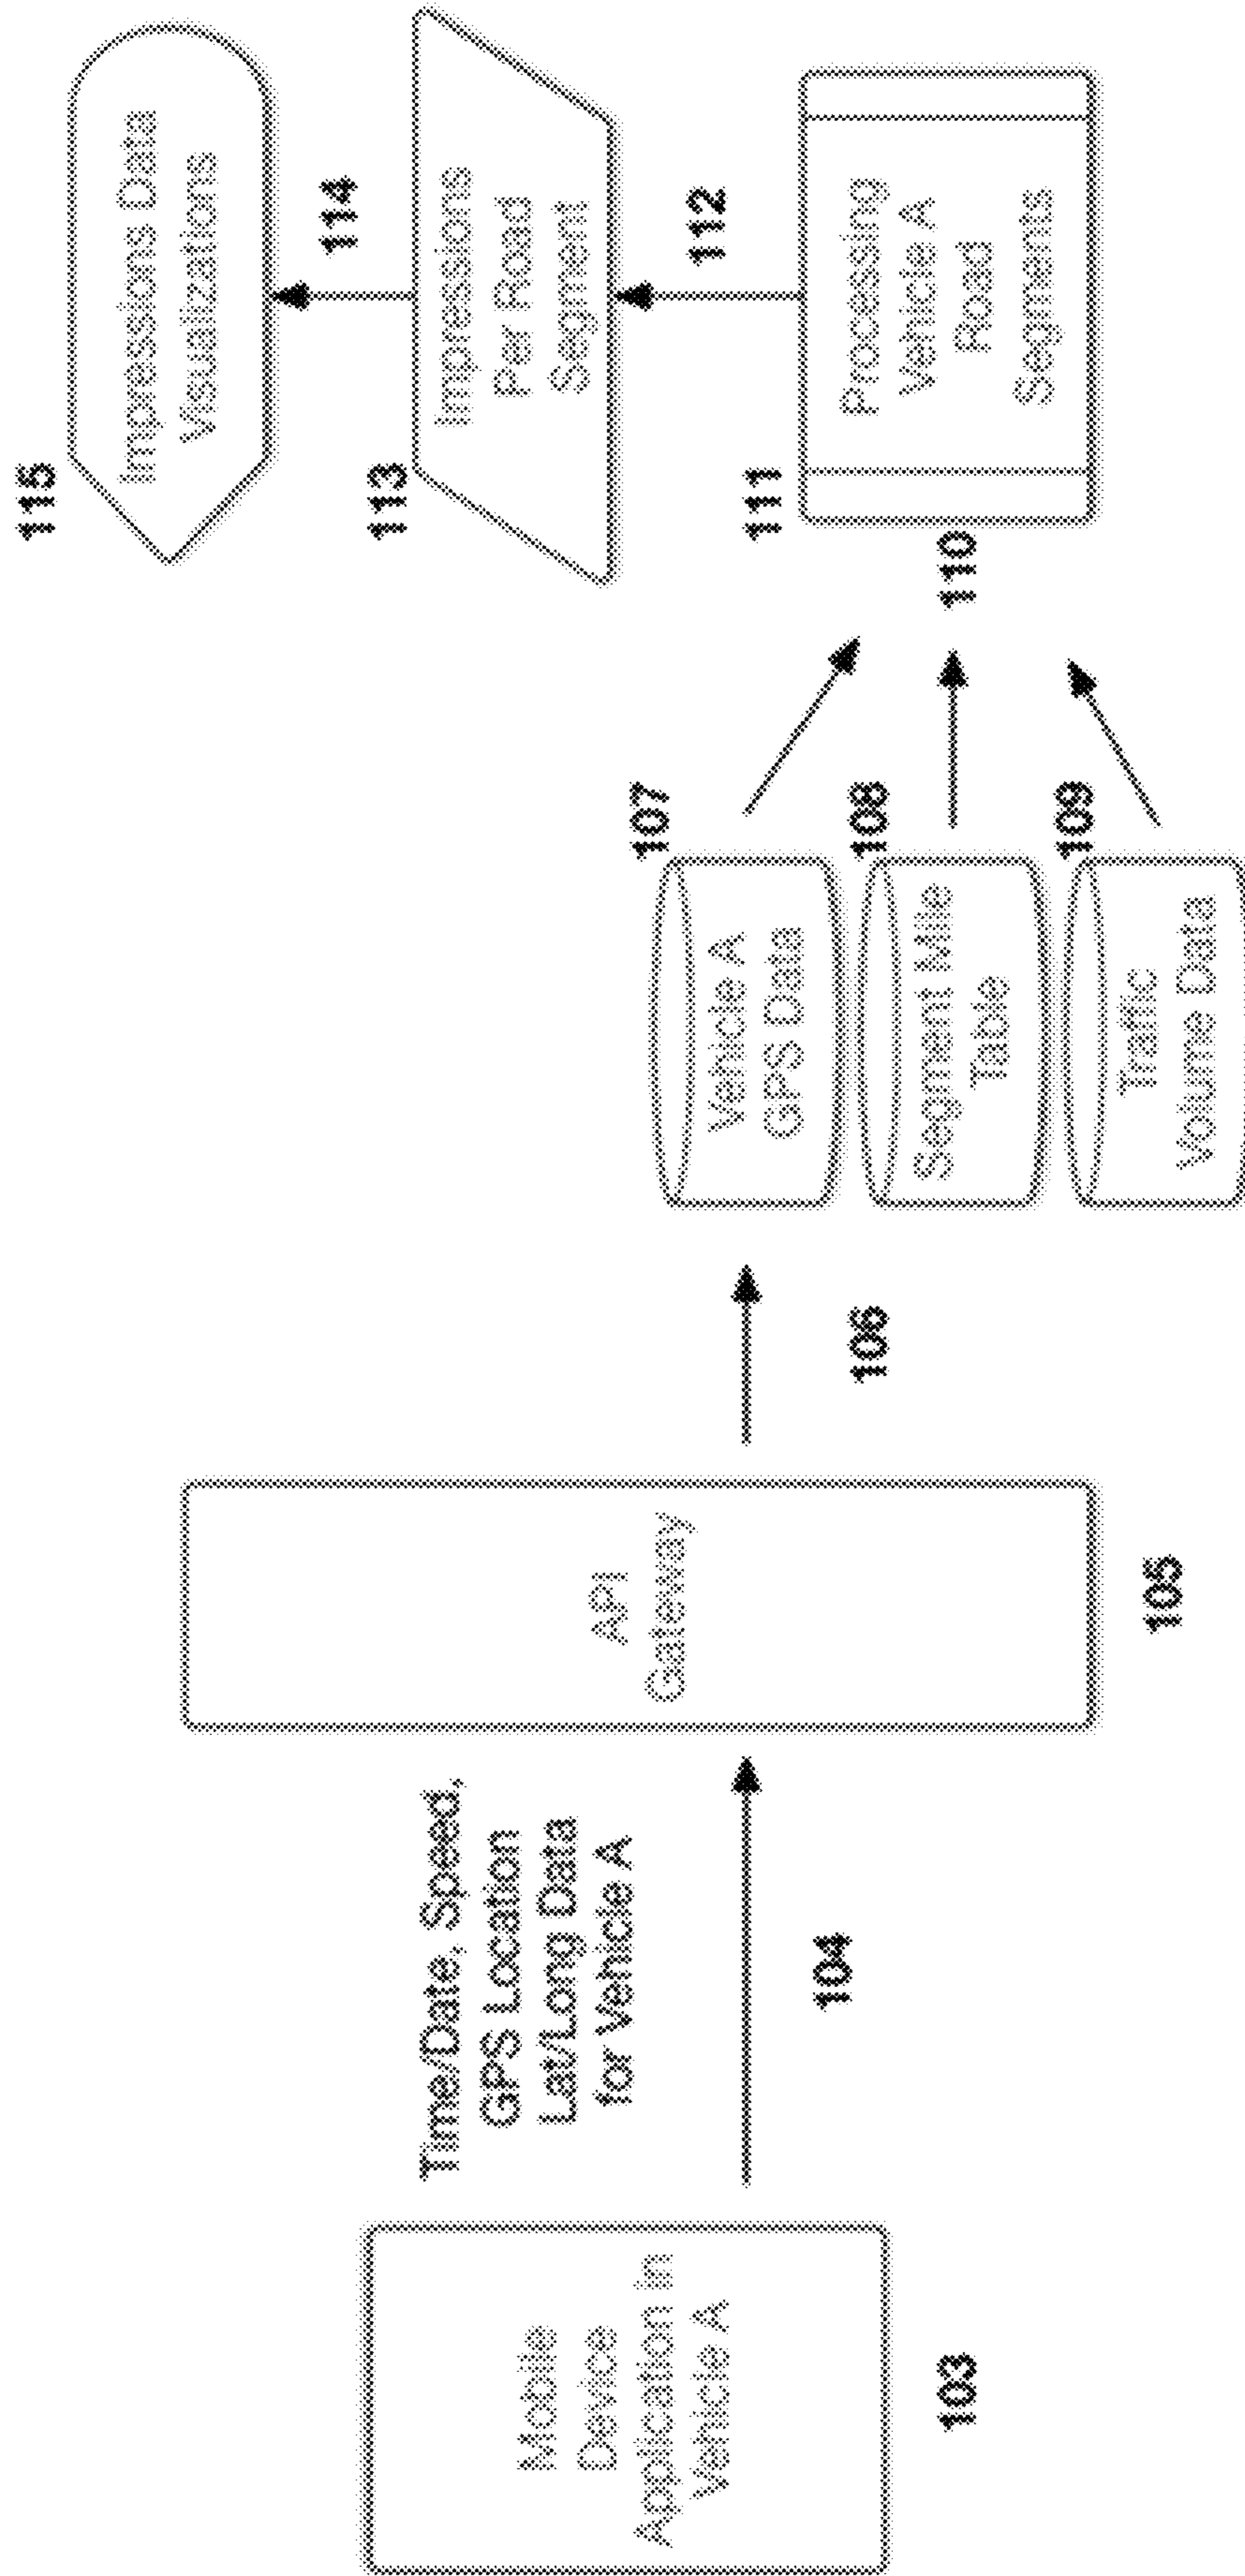 Mobile
Device
Application in
Vehicle A
103
Time/Date, Speed,
GPS Location
Lat/Long Data
for Vehicle A
104
API
Gateway
105
106
107
Vehicle A
GPS Data
108
Segment Mile
Table
109
Traffic
Volume Data
110
111
Processing
Vehicle A
Road
Segments
112
113
Impressions
Per Road
Segment
114
115
Impressions Data
Visualizations